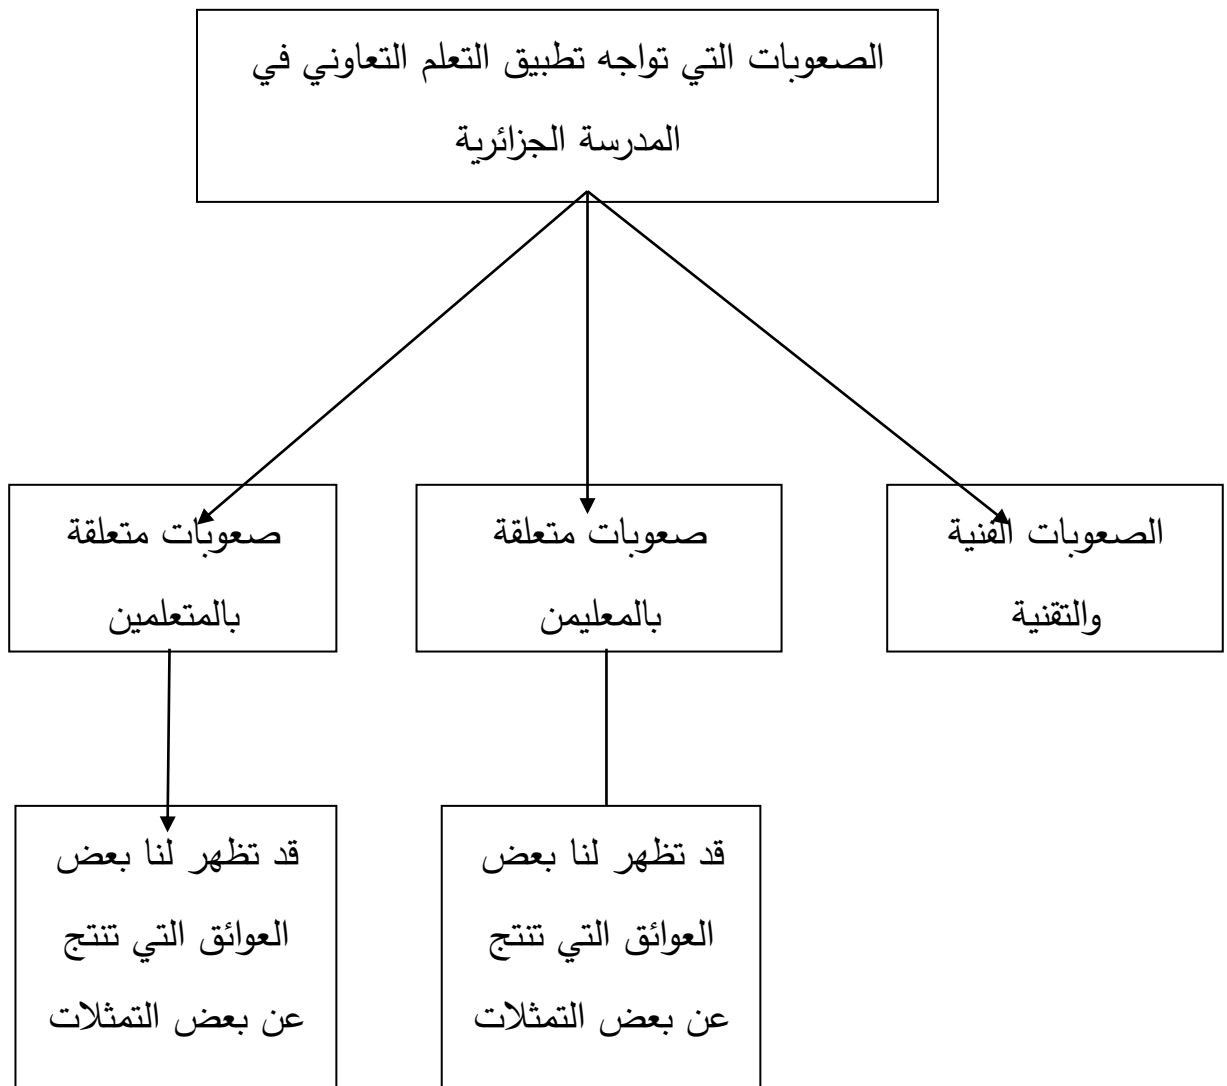 الصعوبات التي تواجه تطبيق التعلم التعاوني في
المدرسة الجزائرية
الصعوبات الفنية
والتقنية
صعوبات متعلقة
بالمعليمن
صعوبات متعلقة
بالمتعلمين
قد تظهر لنا بعض
العوائق التي تنتج
عن بعض التمثلات
قد تظهر لنا بعض
العوائق التي تنتج
عن بعض التمثلات